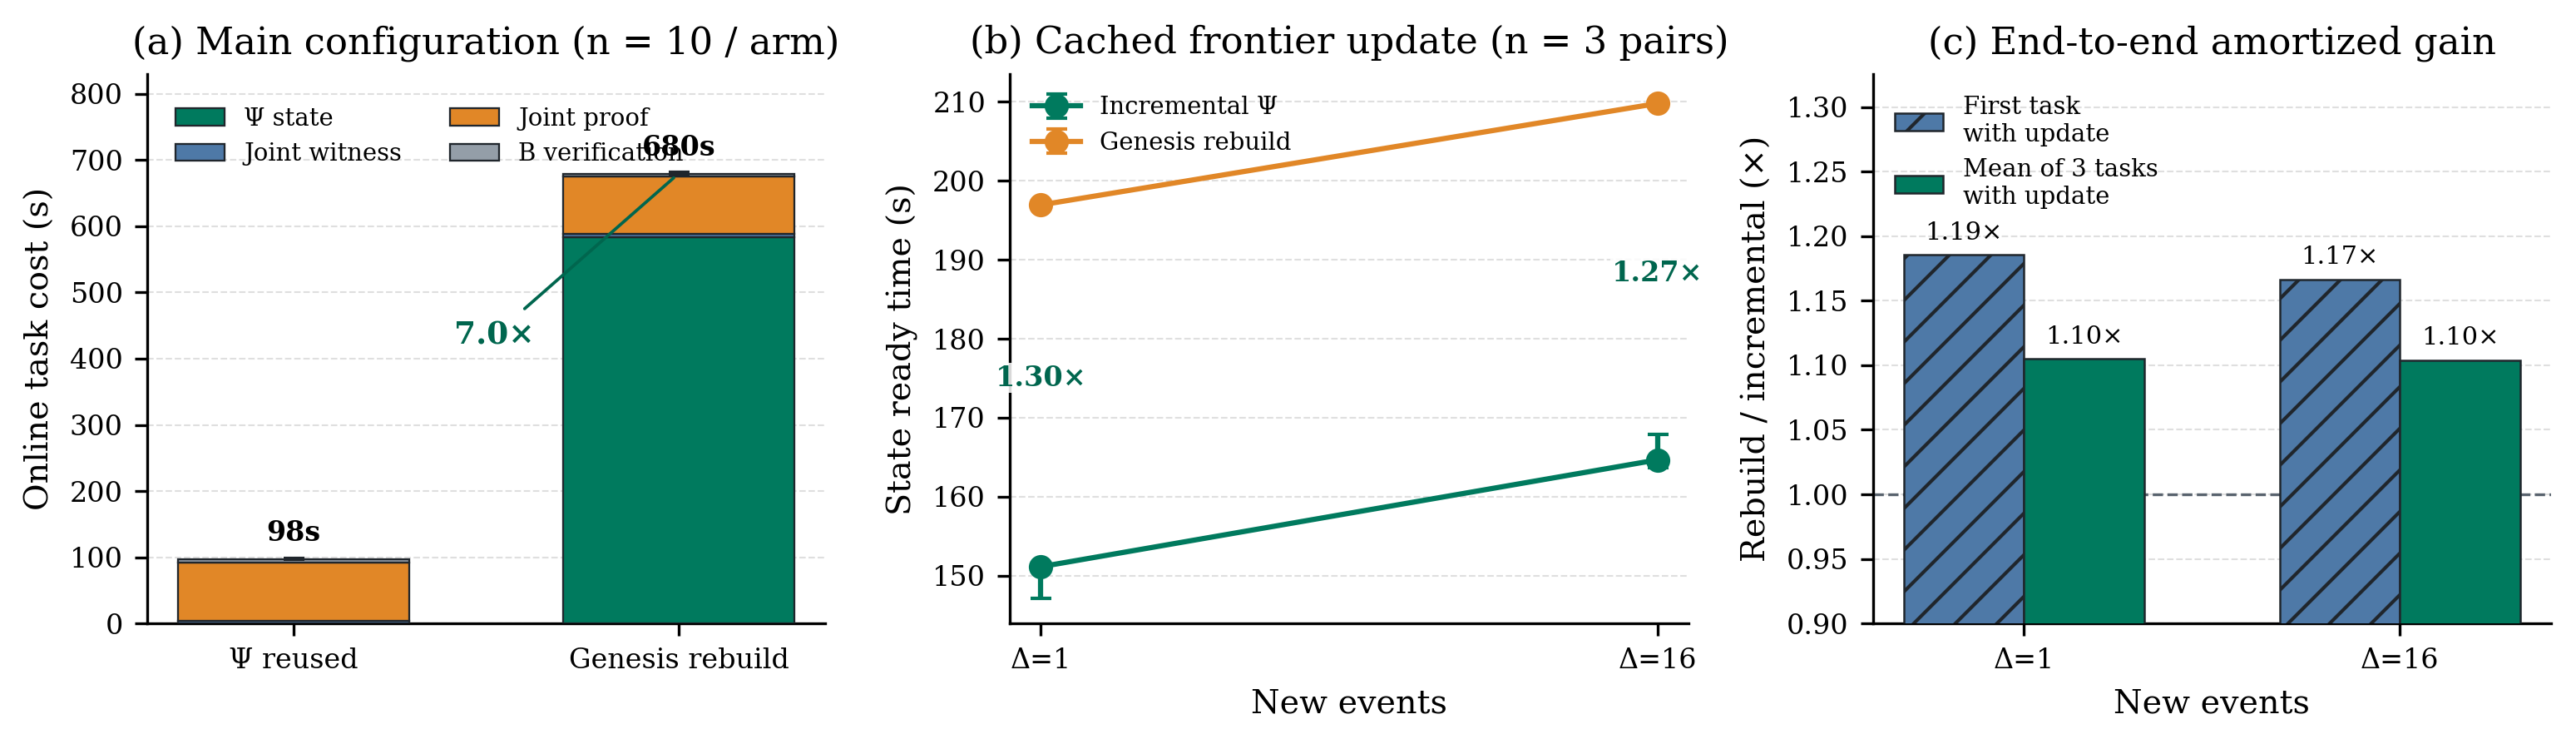 (a) Main configuration (n = 10 / arm)
Online task cost (s)
800
700
600
500
400
300
200
100
0
Ψ state
Joint witness
Joint proof
B verification
680s
7.0×
98s
Ψ reused
Genesis rebuild
(b) Cached frontier update (n = 3 pairs)
State ready time (s)
210
200
190
180
170
160
150
Incremental Ψ
Genesis rebuild
1.27×
1.30×
Δ=1
Δ=16
New events
(c) End-to-end amortized gain
Rebuild / incremental (×)
1.30
1.25
1.20
1.15
1.10
1.05
1.00
0.95
0.90
First task
with update
Mean of 3 tasks
with update
1.19×
1.10×
1.17×
1.10×
Δ=1
Δ=16
New events